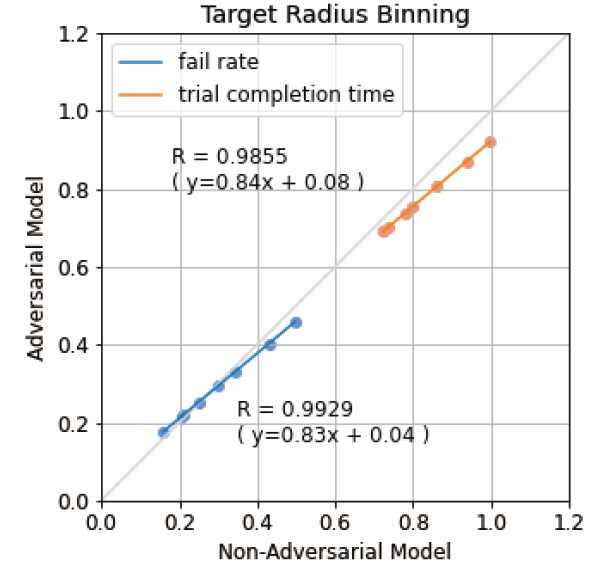 Target Radius Binning
fail rate
trial completion time
R = 0.9855
( y=0.84x + 0.08 )
R = 0.9929
( y=0.83x + 0.04 )
Adversarial Model
1.2
1.0
0.8
0.6
0.4
0.2
0.0
0.0 0.2 0.4 0.6 0.8 1.0 1.2
Non-Adversarial Model